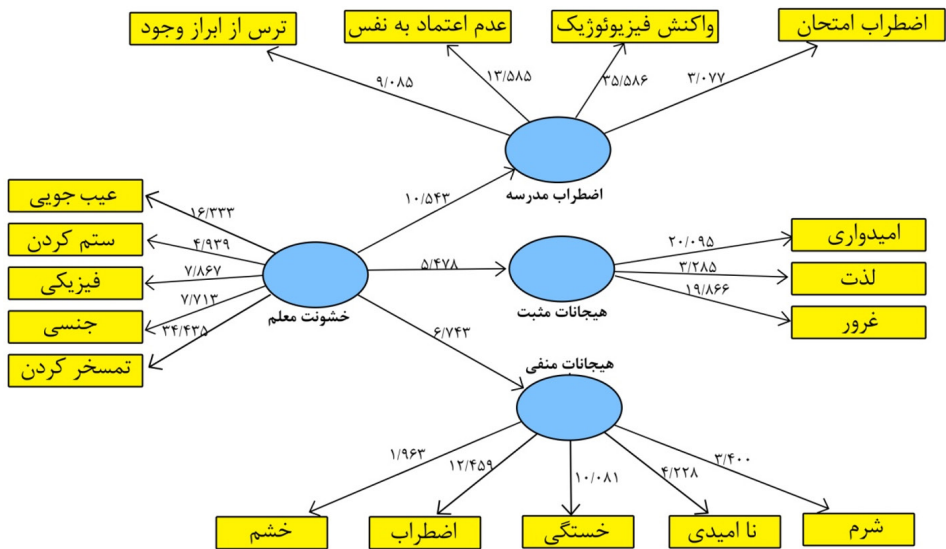 اضطراب امتحان
واکنش فیزیوئوژیک
عدم اعتماد به نفس
ترس از ابراز وجود
۳/۰۷۷
۳۵/۵۸۶
۱۳/۵۸۵
۹/۰۸۵
اضطراب مدرسه
۱۰/۵۴۳
عیب جویی
ستم کردن
فیزیکی
جنسی
تمسخر کردن
۱۶/۳۳۳
۴/۹۳۹
۷/۸۶۷
۷/۷۱۳
۳۴/۴۳۵
خشونت معلم
۵/۴۷۸
هیجانات مثبت
۲۰/۰۹۵
۳/۲۸۵
۱۹/۸۶۶
امیدواری
لذت
غرور
۶/۷۴۳
هیجانات منفی
۳/۴۰۰
۴/۲۲۸
۱۰/۰۸۱
۱۲/۴۵۹
۱/۹۶۳
شرم
نا امیدی
خستگی
اضطراب
خشم